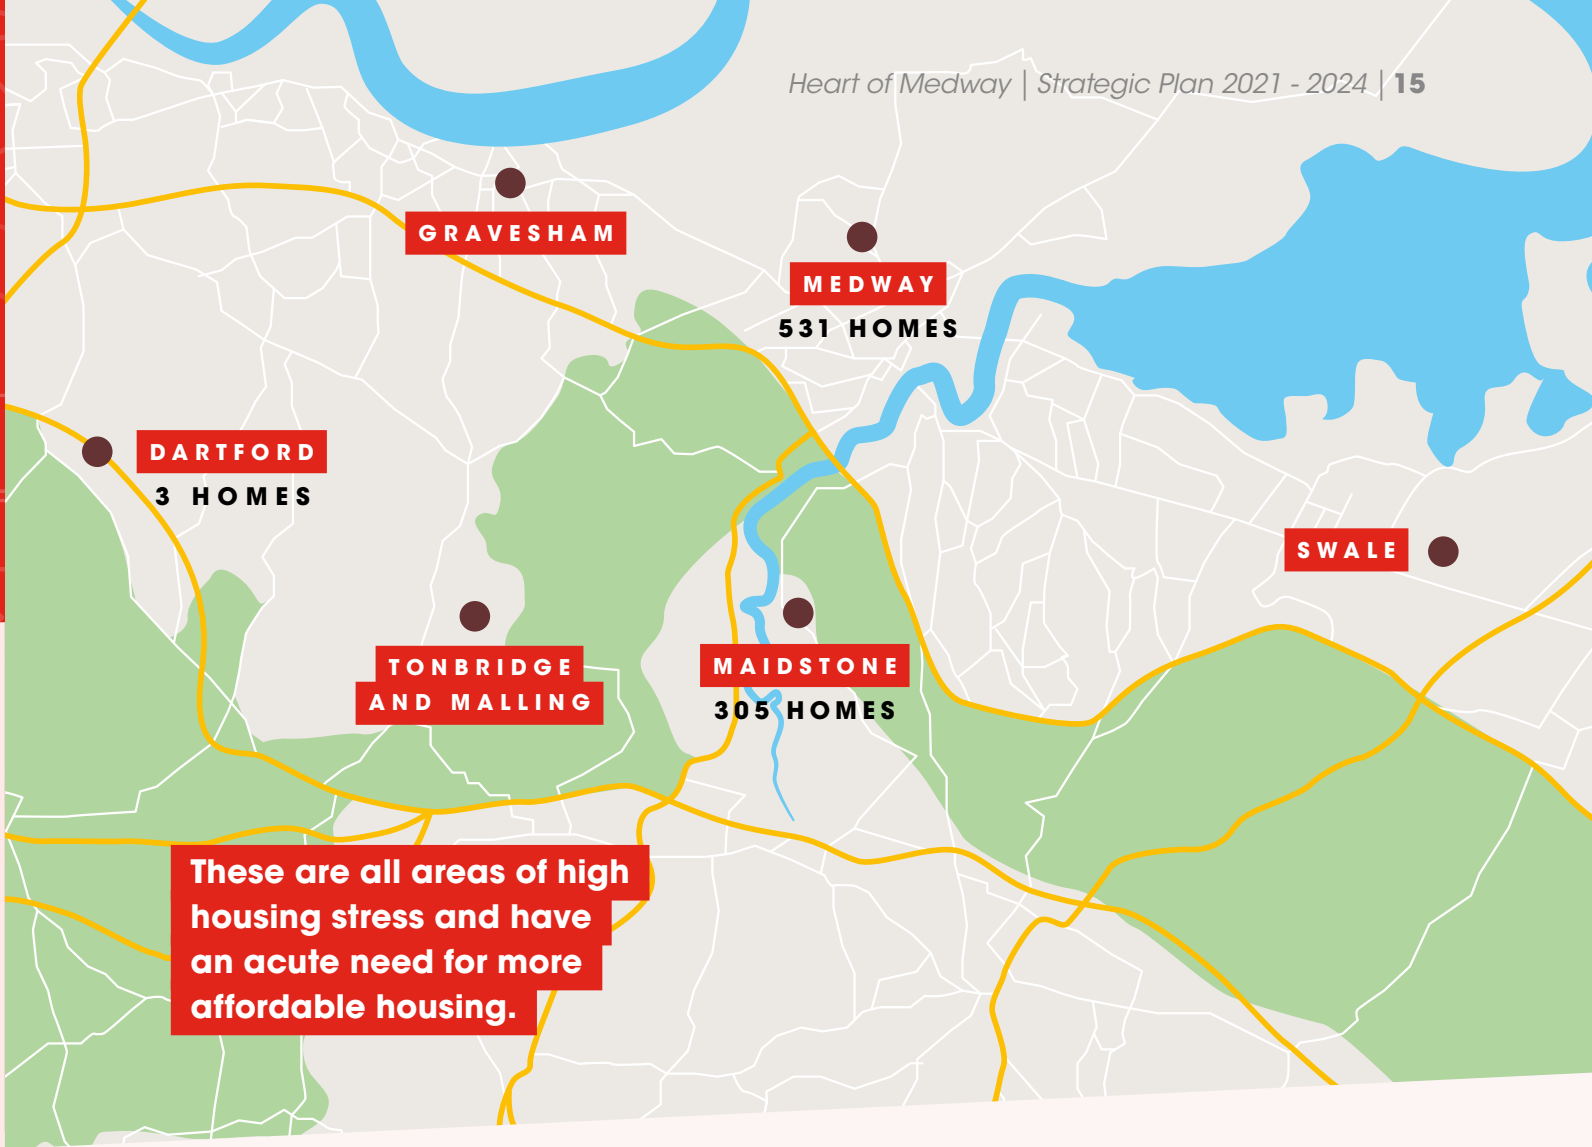 Heart of Medway | Strategic Plan 2021 - 2024 | 15
GRAVESHAM
MEDWAY
531 HOMES
DARTFORD
3 HOMES
SWALE
TONBRIDGE
AND MALLING
MAIDSTONE
305 HOMES
These are all areas of high
housing stress and have
an acute need for more
affordable housing.